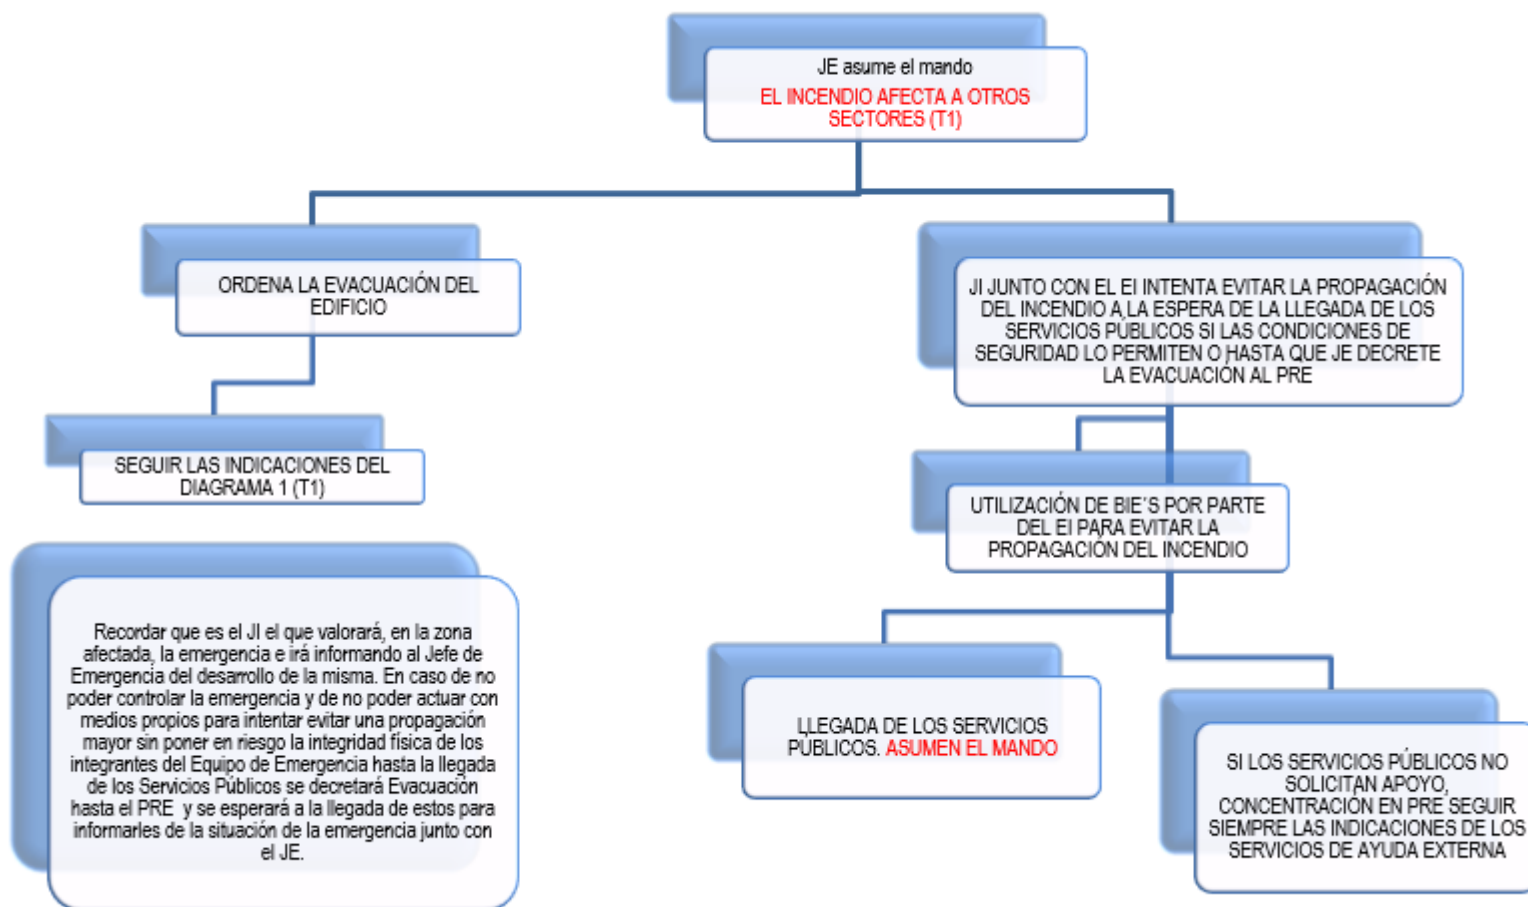 JE asume el mando
EL INCENDIO AFECTA A OTROS
SECTORES (T1)
ORDENA LA EVACUACIÓN DEL
EDIFICIO
SEGUIR LAS INDICACIONES DEL
DIAGRAMA 1 (T1)
Recordar que es el JI el que valorará, en la zona
afectada, la emergencia e irá informando al Jefe de
Emergencia del desarrollo de la misma. En caso de no
poder controlar la emergencia y de no poder actuar con
medios propios para intentar evitar una propagación
mayor sin poner en riesgo la integridad física de los
integrantes del Equipo de Emergencia hasta la llegada
de los Servicios Públicos se decretará Evacuación
hasta el PRE y se esperará a la llegada de estos para
informarles de la situación de la emergencia junto con
el JE.
JI JUNTO CON EL EI INTENTA EVITAR LA PROPAGACIÓN
DEL INCENDIO A LA ESPERA DE LA LLEGADA DE LOS
SERVICIOS PÚBLICOS SI LAS CONDICIONES DE
SEGURIDAD LO PERMITEN O HASTA QUE JE DECRETE
LA EVACUACIÓN AL PRE
UTILIZACIÓN DE BIE´S POR PARTE
DEL EI PARA EVITAR LA
PROPAGACIÓN DEL INCENDIO
LLEGADA DE LOS SERVICIOS
PÚBLICOS. ASUMEN EL MANDO
SI LOS SERVICIOS PÚBLICOS NO
SOLICITAN APOYO,
CONCENTRACIÓN EN PRE SEGUIR
SIEMPRE LAS INDICACIONES DE LOS
SERVICIOS DE AYUDA EXTERNA